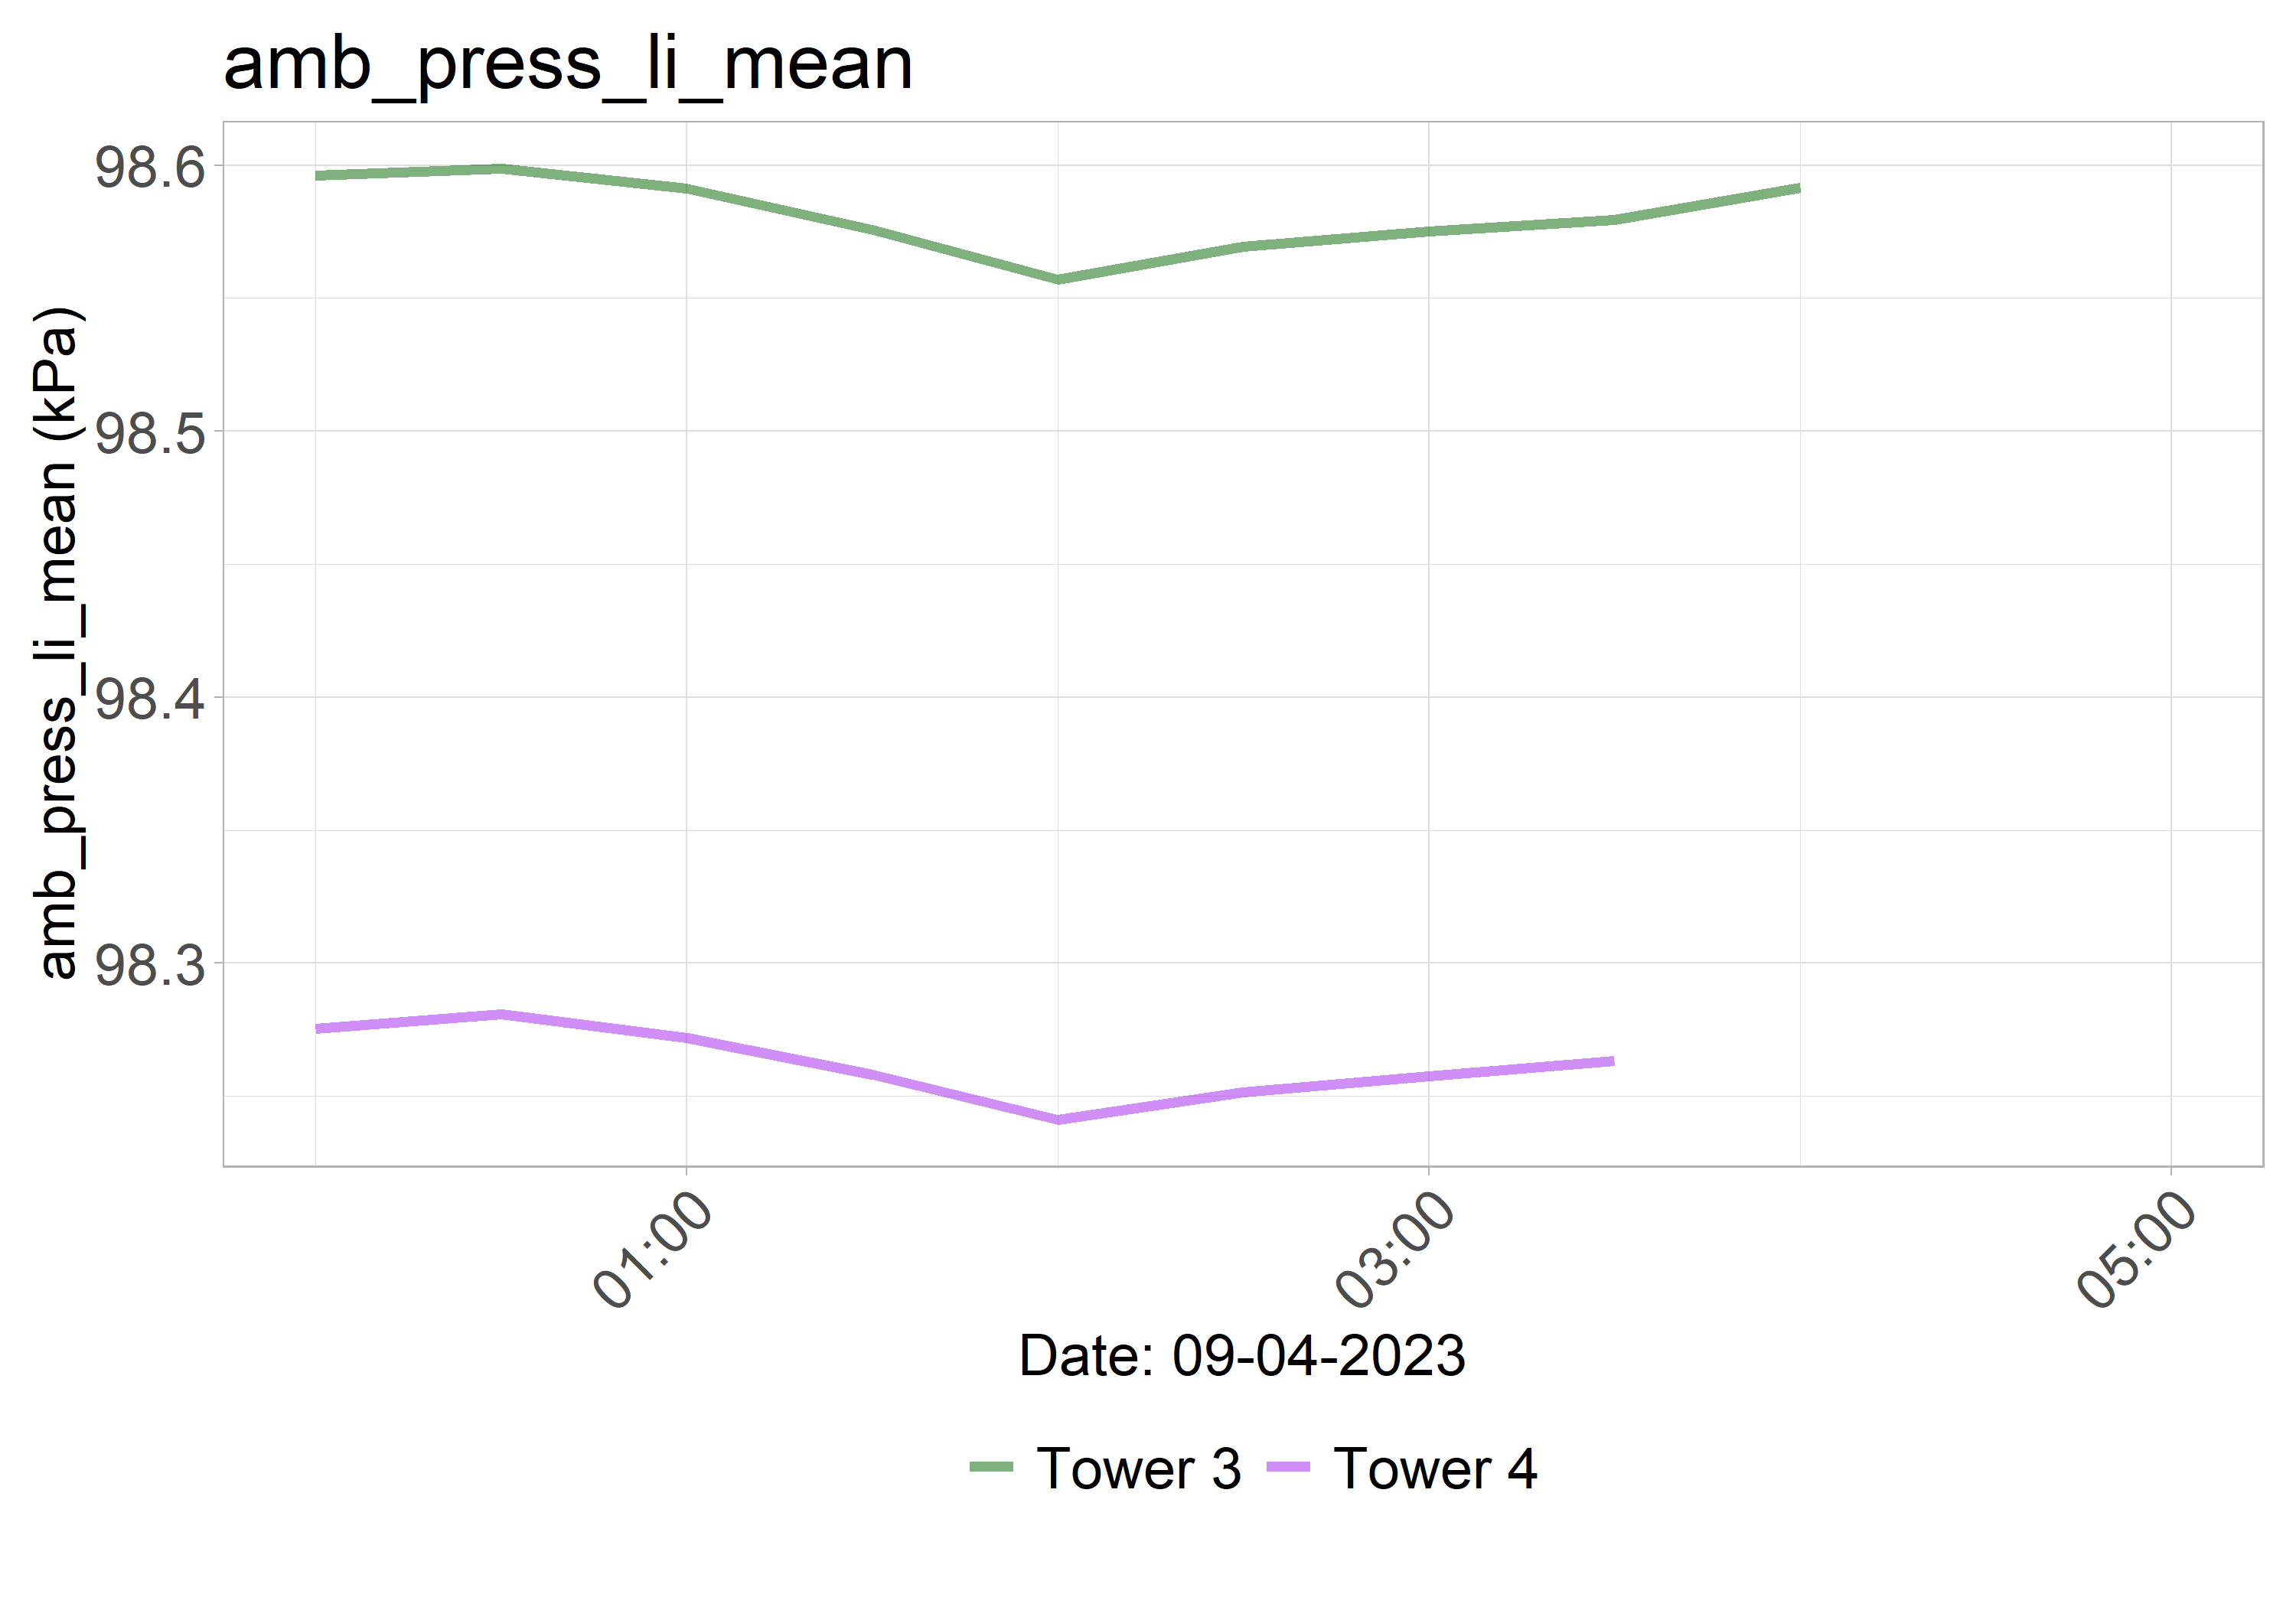 amb_press_li_mean
amb_press_li_mean (kPa)
98.6
98.5
98.4
98.3
01:00
03:00
05:00
Date: 09-04-2023
Tower 3
Tower 4